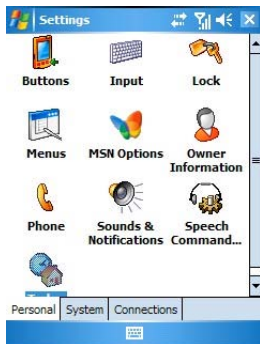 Settings
Buttons Input Lock
Menus MSN Options Owner
Information
Phone Sounds & Speech
Notifications Command...
Personal System Connections